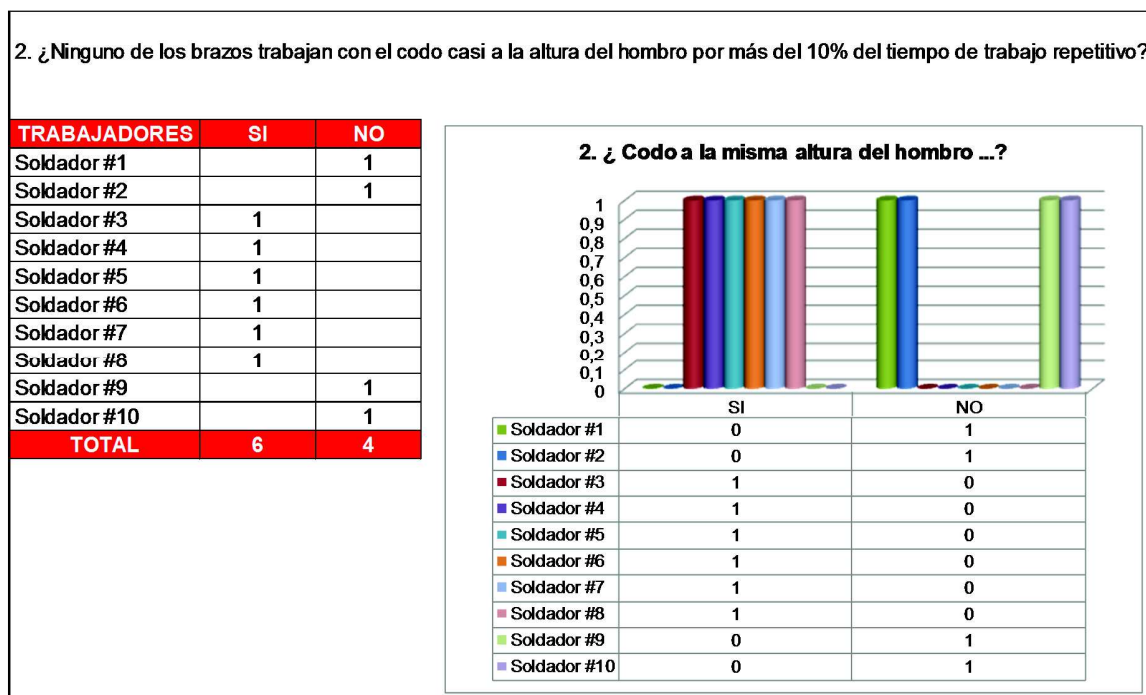 2. ¿Ninguno de los brazos trabajan con el codo casi a la altura del hombro por más del 10% del tiempo de trabajo repetitivo?
TRABAJADORES SI NO
Soldador #1 1
Soldador #2 1
Soldador #3 1
Soldador #4 1
Soldador #5 1
Soldador #6 1
Soldador #7 1
Soldador #8 1
Soldador #9 1
Soldador #10 1
TOTAL 6 4
2. ¿ Codo a la misma altura del hombro ...?
1
0,9
0,8
0,7
0,6
0,5
0,4
0,3
0,2
0,1
0
SI NO
Soldador #1 0 1
Soldador #2 0 1
Soldador #3 1 0
Soldador #4 1 0
Soldador #5 1 0
Soldador #6 1 0
Soldador #7 1 0
Soldador #8 1 0
Soldador #9 0 1
Soldador #10 0 1